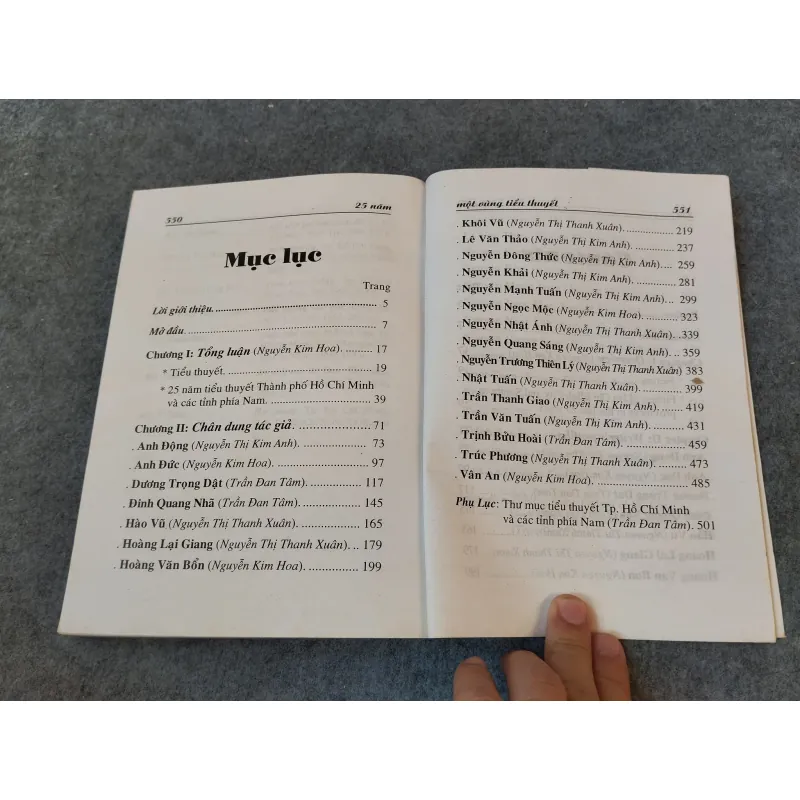 550
25 năm
Mục lục
Trang
Lời giới thiệu. 5
Mở đầu. 7
Chương I: Tổng luận (Nguyễn Kim Hoa). 17
* Tiểu thuyết. 19
* 25 năm tiểu thuyết Thành phố Hồ Chí Minh
và các tỉnh phía Nam. 39
Chương II: Chân dung tác giả. 71
. Anh Động (Nguyễn Thị Kim Anh). 73
. Anh Đức (Nguyễn Kim Hoa). 97
. Dương Trọng Dật (Trần Đan Tâm). 117
. Đinh Quang Nhã (Trần Đan Tâm). 145
. Hào Vũ (Nguyễn Thị Thanh Xuân). 165
. Hoàng Lại Giang (Nguyễn Thị Thanh Xuân). 179
. Hoàng Văn Bổn (Nguyễn Kim Hoa). 199
một vùng tiểu thuyết
551
. Khôi Vũ (Nguyễn Thị Thanh Xuân). 219
. Lê Văn Thảo (Nguyễn Thị Kim Anh). 237
. Nguyễn Đông Thức (Nguyễn Thị Kim Anh). 259
. Nguyễn Khải (Nguyễn Thị Kim Anh). 281
. Nguyễn Mạnh Tuấn (Nguyễn Thị Kim Anh). 299
. Nguyễn Ngọc Mộc (Nguyễn Kim Hoa). 323
. Nguyễn Nhật Ánh (Nguyễn Thị Thanh Xuân). 339
. Nguyễn Quang Sáng (Nguyễn Thị Kim Anh). 359
. Nguyễn Trương Thiên Lý (Nguyễn Thị Thanh Xuân) 383
. Nhật Tuấn (Nguyễn Thị Thanh Xuân). 399
. Trần Thanh Giao (Nguyễn Thị Kim Anh). 419
. Trần Văn Tuấn (Nguyễn Thị Kim Anh). 431
. Trịnh Bửu Hoài (Trần Đan Tâm). 459
. Trúc Phương (Nguyễn Thị Thanh Xuân). 473
. Vân An (Nguyễn Kim Hoa). 485
Phụ Lục: Thư mục tiểu thuyết Tp. Hồ Chí Minh
và các tỉnh phía Nam (Trần Đan Tâm). 501